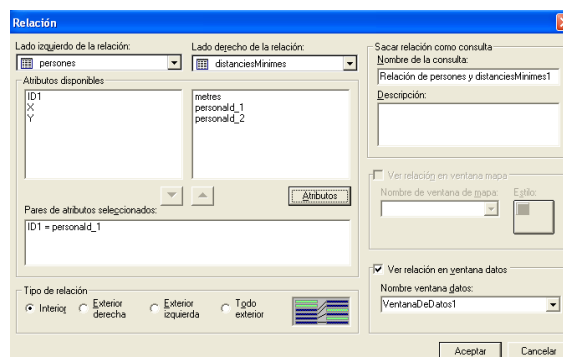 Relación
Lado izquierdo de la relación:
persones
Lado derecho de la relación:
distanciesMinimes
Atributos disponibles
ID1
X
Y
metres
personaId_1
personaId_2
Atributos
Pares de atributos seleccionados:
ID1 = personaId_1
Tipo de relación
Interior
Exterior derecha
Exterior izquierda
Todo exterior
Sacar relación como consulta
Nombre de la consulta:
Relación de persones y distanciesMinimes1
Descripción:
Ver relación en ventana mapa
Nombre de ventana de mapa:
Estilo:
Ver relación en ventana datos
Nombre ventana datos:
VentanaDeDatos1
Aceptar
Cancelar